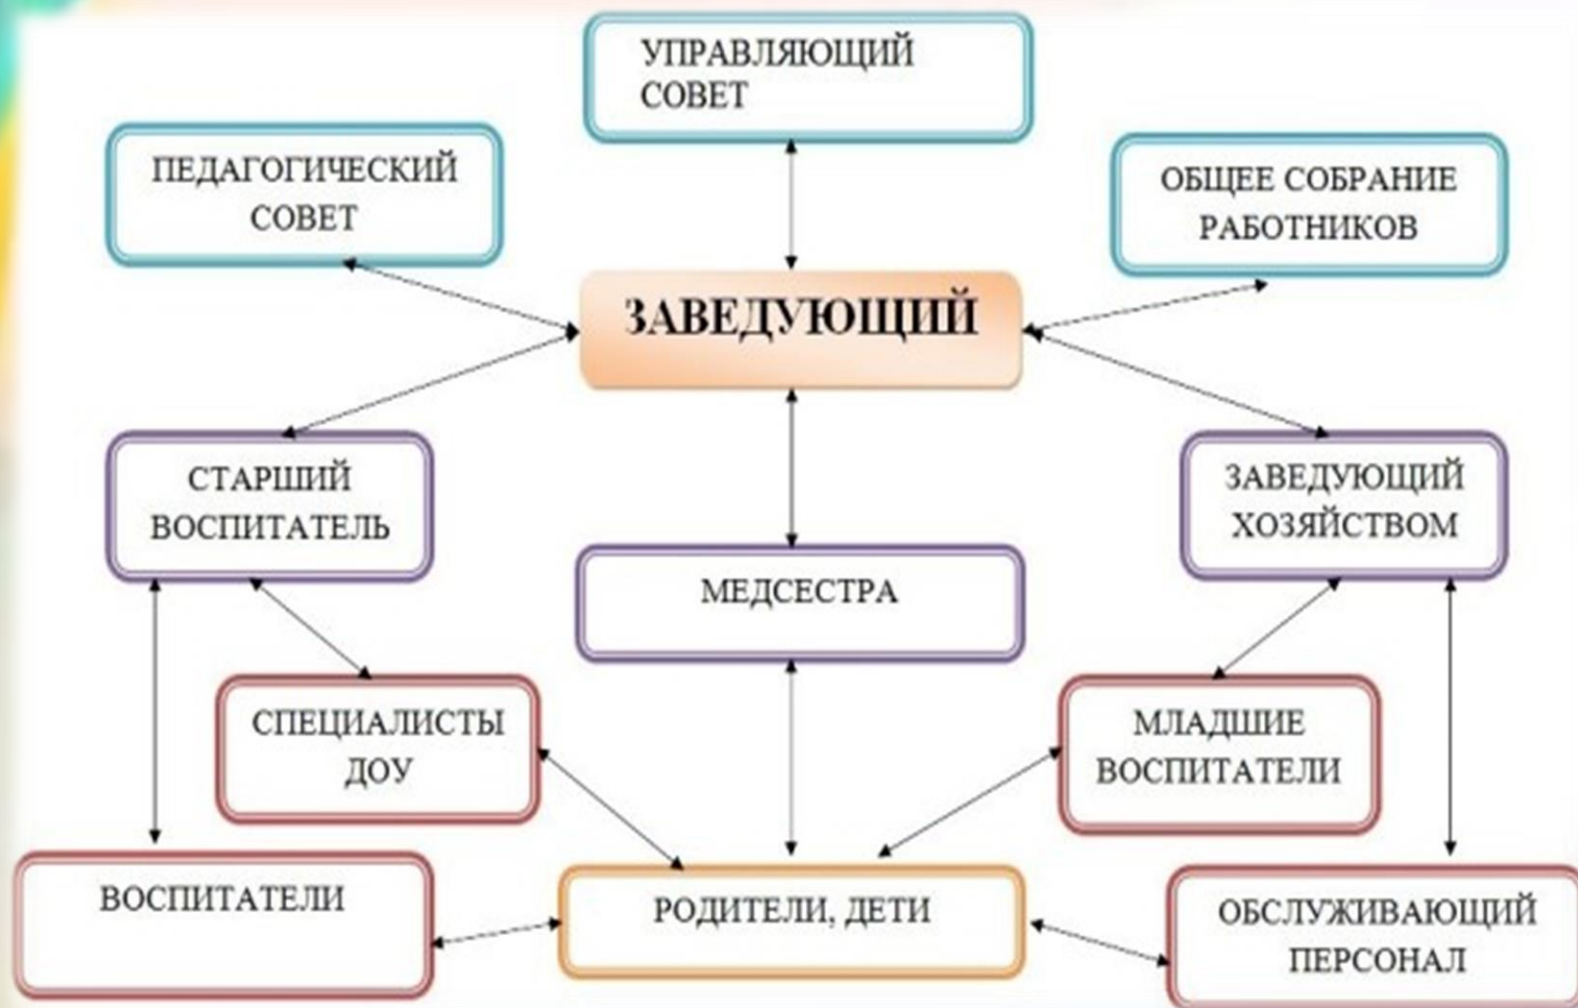 УПРАВЛЯЮЩИЙ
СОВЕТ
ПЕДАГОГИЧЕСКИЙ
СОВЕТ
ОБЩЕЕ СОБРАНИЕ
РАБОТНИКОВ
ЗАВЕДУЮЩИЙ
СТАРШИЙ
ВОСПИТАТЕЛЬ
ЗАВЕДУЮЩИЙ
ХОЗЯЙСТВОМ
МЕДСЕСТРА
СПЕЦИАЛИСТЫ
ДОУ
МЛАДШИЕ
ВОСПИТАТЕЛИ
ВОСПИТАТЕЛИ
РОДИТЕЛИ, ДЕТИ
ОБСЛУЖИВАЮЩИЙ
ПЕРСОНАЛ